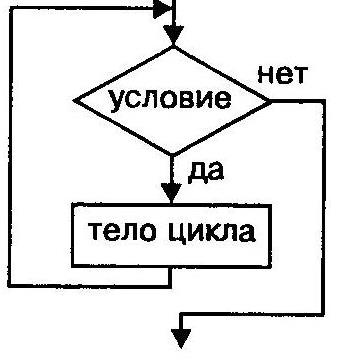 нет
условие
да
тело цикла